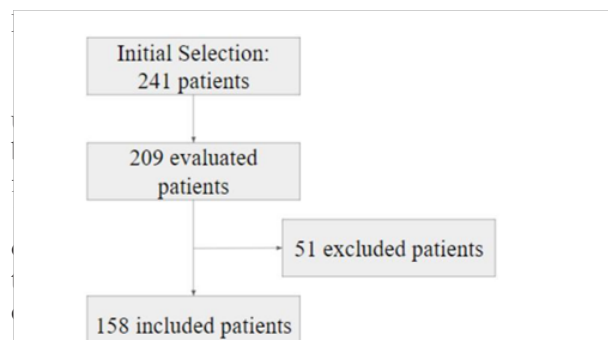 Initial Selection:
241 patients
209 evaluated
patients
51 excluded patients
158 included patients